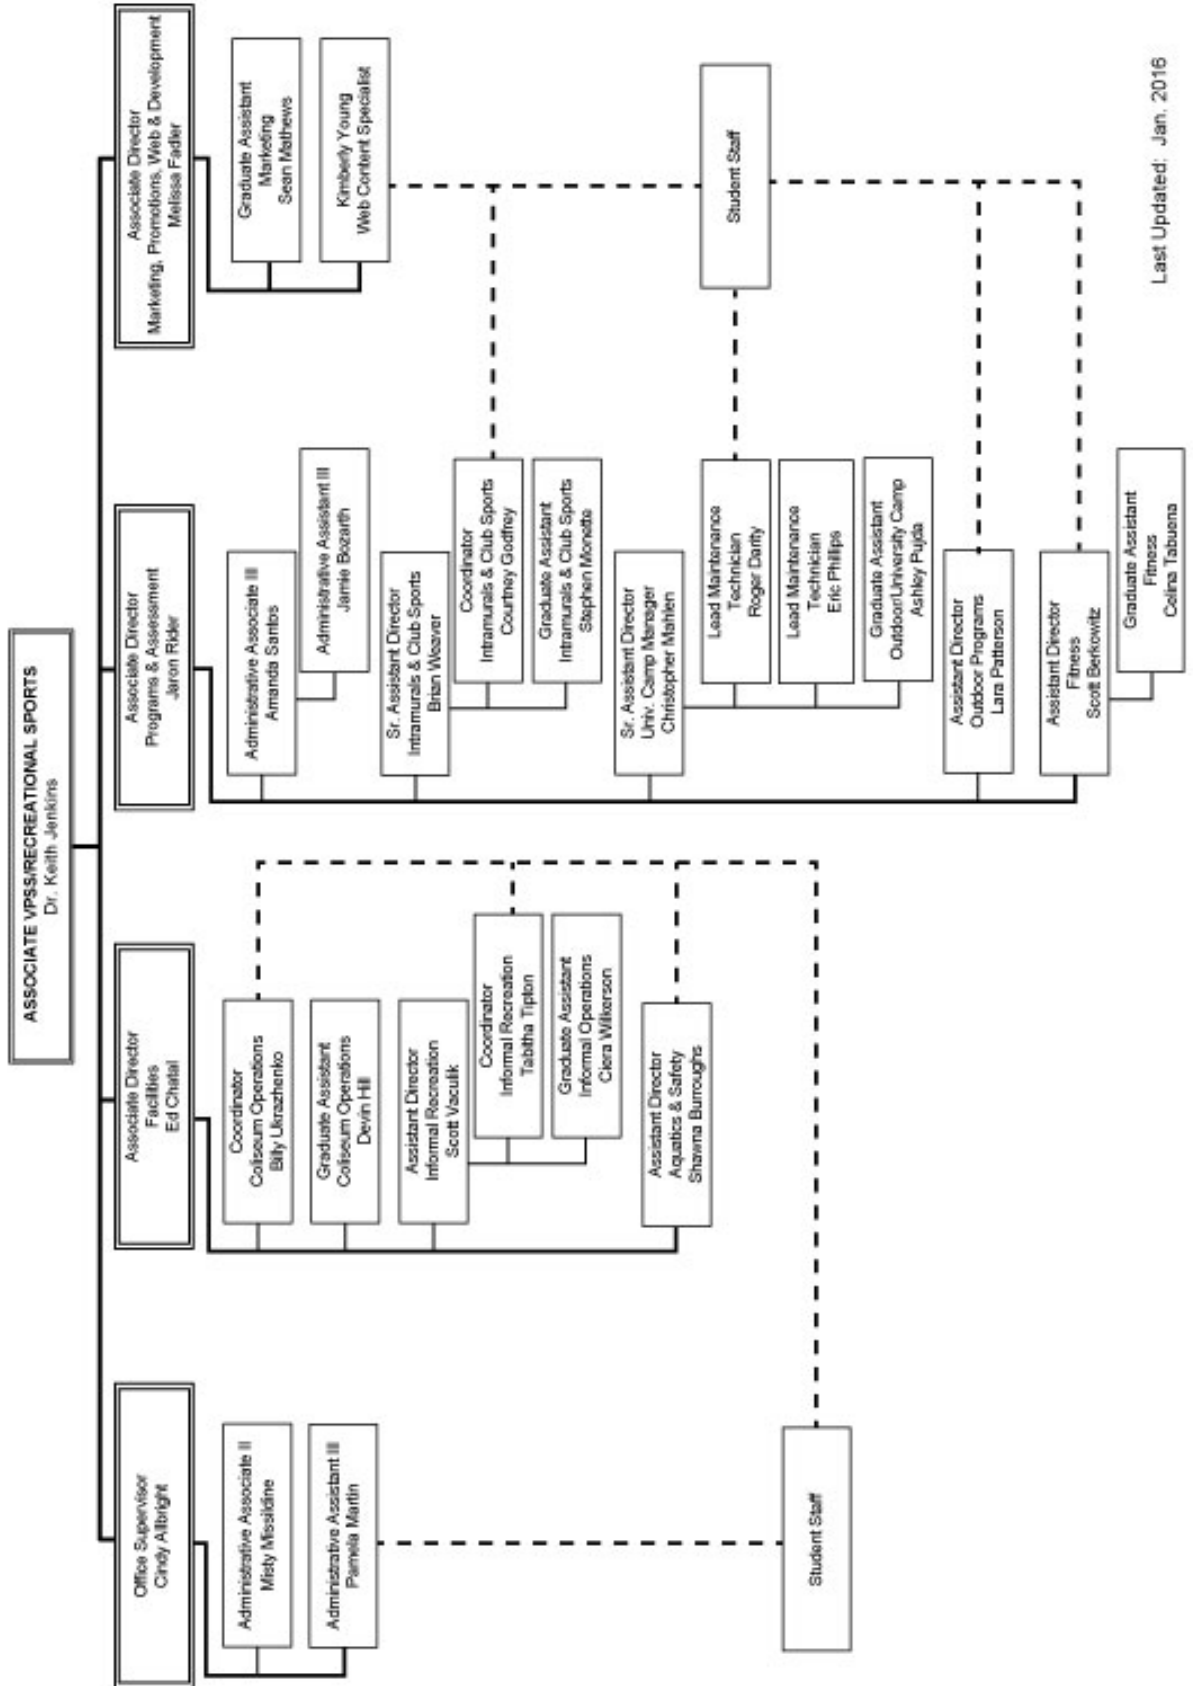 ASSOCIATE VPSS/RECREATIONAL SPORTS
Dr. Keith Jenkins
Office Supervisor
Cindy Allbright
Administrative Associate II
Misty Missildine
Administrative Assistant III
Pamela Martin
Student Staff
Associate Director
Facilities
Ed Chatal
Coordinator
Coliseum Operations
Billy Ukrazhenko
Graduate Assistant
Coliseum Operations
Devin Hill
Assistant Director
Informal Recreation
Scott Vaculik
Coordinator
Informal Recreation
Tabitha Tipton
Graduate Assistant
Informal Operations
Ciera Wilkerson
Assistant Director
Aquatics & Safety
Shawna Burroughs
Associate Director
Programs & Assessment
Jaron Rider
Administrative Associate III
Amanda Santos
Administrative Assistant III
Jamie Bozarth
Sr. Assistant Director
Intramurals & Club Sports
Brian Weaver
Coordinator
Intramurals & Club Sports
Courtney Godfrey
Graduate Assistant
Intramurals & Club Sports
Stephen Monette
Sr. Assistant Director
Univ. Camp Manager
Christopher Mahlen
Lead Maintenance
Technician
Roger Darity
Lead Maintenance
Technician
Eric Phillips
Graduate Assistant
Outdoor/University Camp
Ashley Pujda
Assistant Director
Outdoor Programs
Lara Patterson
Assistant Director
Fitness
Scott Berkowitz
Graduate Assistant
Fitness
Celina Tabuena
Associate Director
Marketing, Promotions, Web & Development
Melissa Fadler
Graduate Assistant
Marketing
Sean Mathews
Kimberly Young
Web Content Specialist
Student Staff
Last Updated: Jan. 2016